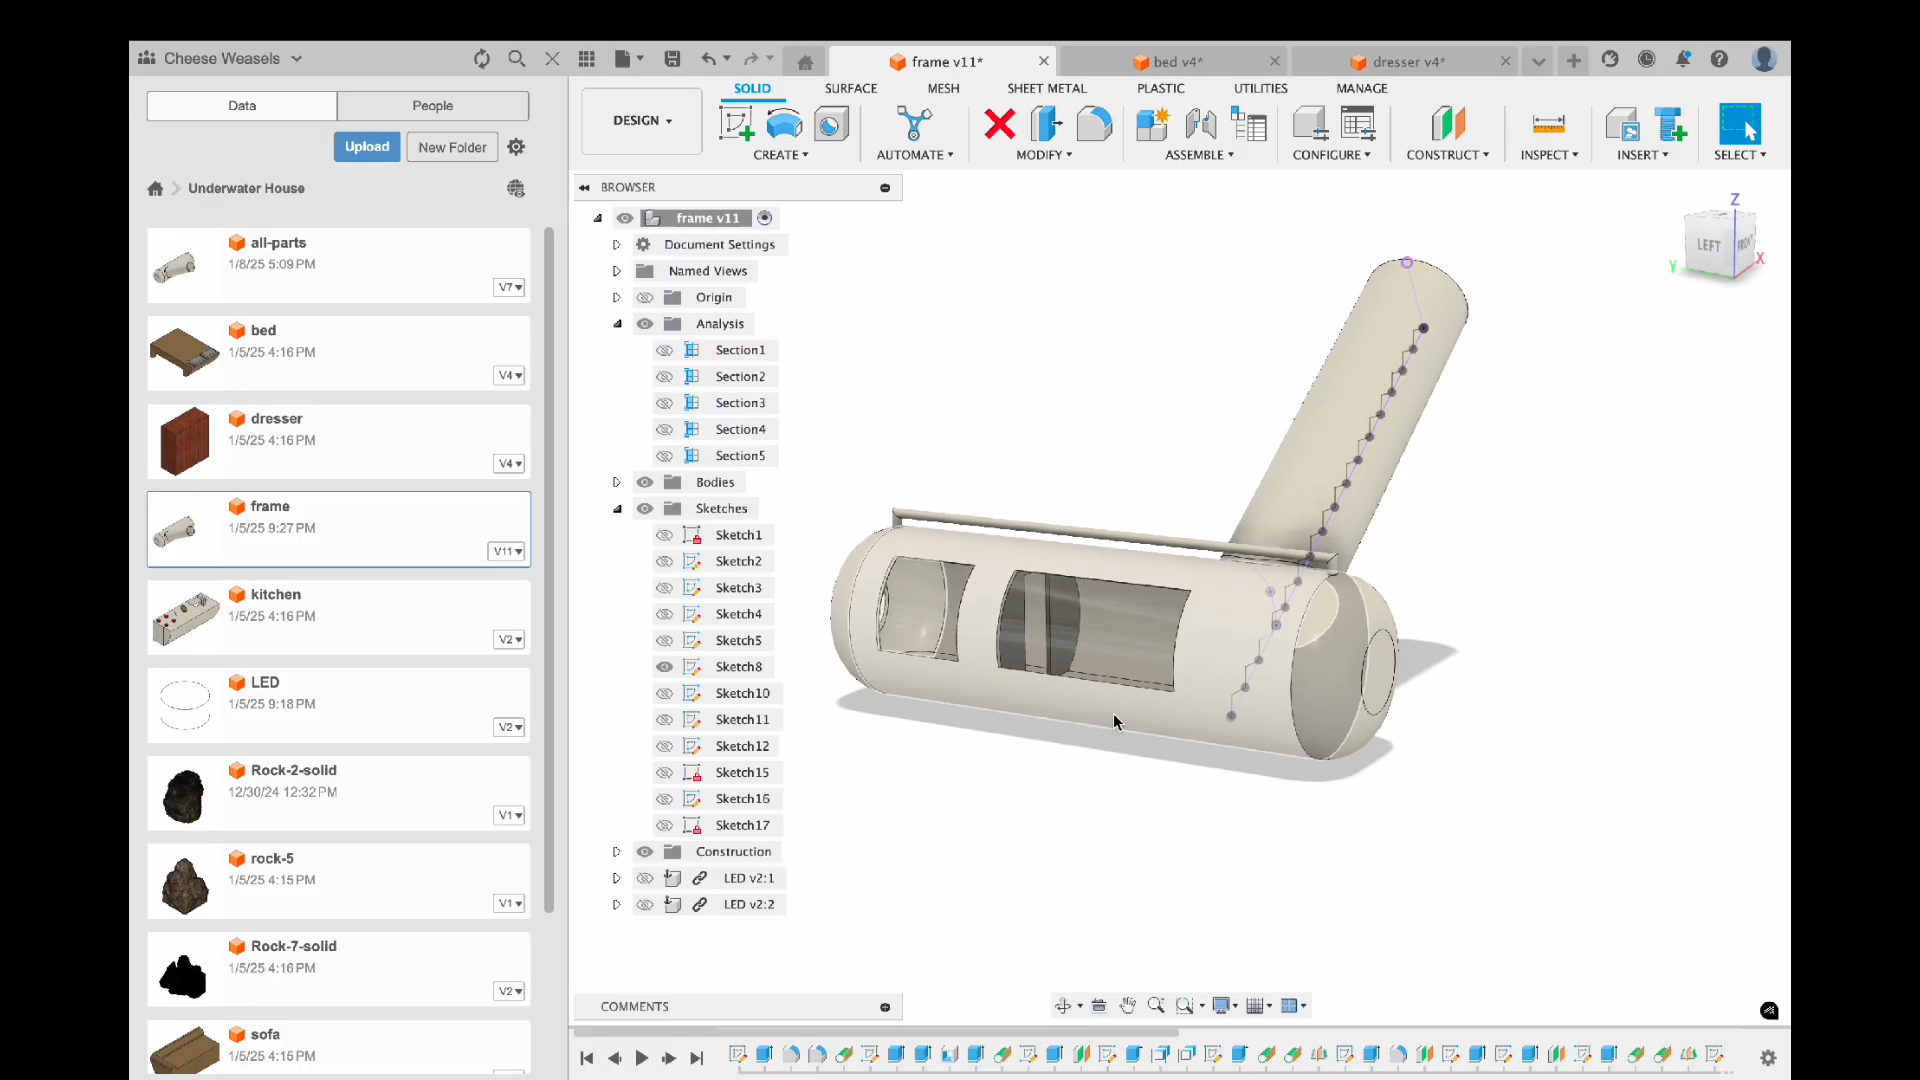 Cheese Weasels
frame v11*
bed v4*
dresser v4*
Data
People
Upload
New Folder
Underwater House
all-parts
1/8/25 5:09 PM
V7
bed
1/5/25 4:16 PM
V4
dresser
1/5/25 4:16 PM
V4
frame
1/5/25 9:27 PM
V11
kitchen
1/5/25 4:16 PM
V2
LED
1/5/25 9:18 PM
V2
Rock-2-solid
12/30/24 12:32 PM
V1
rock-5
1/5/25 4:15 PM
V1
Rock-7-solid
1/5/25 4:16 PM
V2
sofa
1/5/25 4:16 PM
DESIGN
SOLID
SURFACE
MESH
SHEET METAL
PLASTIC
UTILITIES
MANAGE
CREATE
AUTOMATE
MODIFY
ASSEMBLE
CONFIGURE
CONSTRUCT
INSPECT
INSERT
SELECT
BROWSER
frame v11
Document Settings
Named Views
Origin
Analysis
Section1
Section2
Section3
Section4
Section5
Bodies
Sketches
Sketch1
Sketch2
Sketch3
Sketch4
Sketch5
Sketch8
Sketch10
Sketch11
Sketch12
Sketch15
Sketch16
Sketch17
Construction
LED v2:1
LED v2:2
Z
LEFT
FRONT
Y
X
COMMENTS